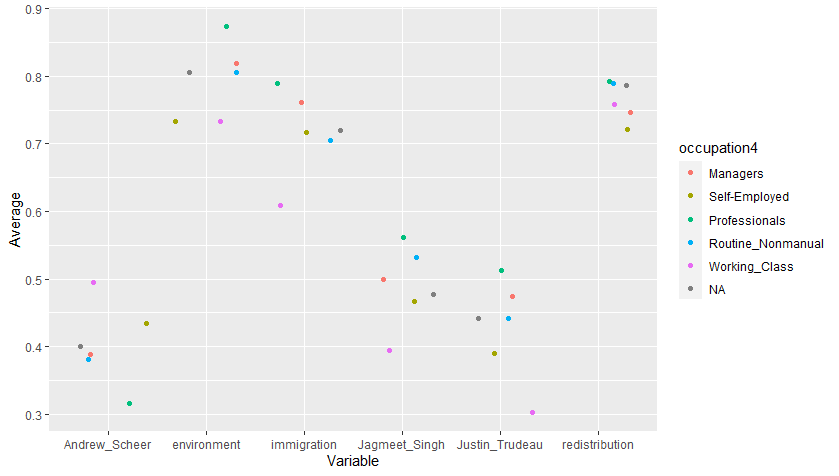 0.9
0.8
0.7
0.6
0.5
0.4
0.3
Average
Andrew_Scheer environment immigration Jagmeet_Singh Justin_Trudeau redistribution
Variable
occupation4
Managers
Self-Employed
Professionals
Routine_Nonmanual
Working_Class
NA